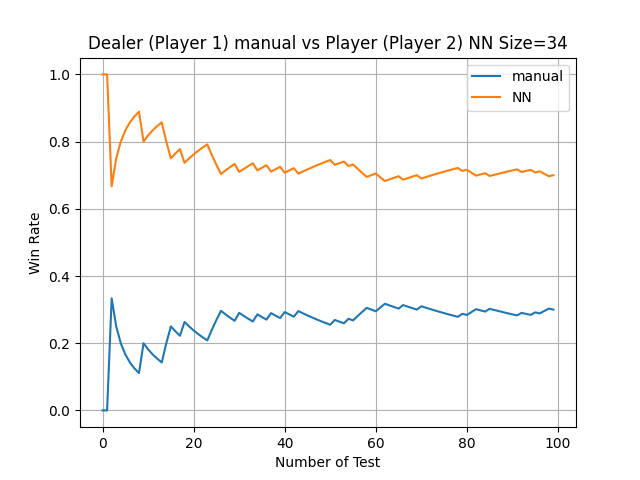 Dealer (Player 1) manual vs Player (Player 2) NN Size=34
manual
NN
1.0
0.8
0.6
0.4
0.2
0.0
Win Rate
0 20 40 60 80 100
Number of Test